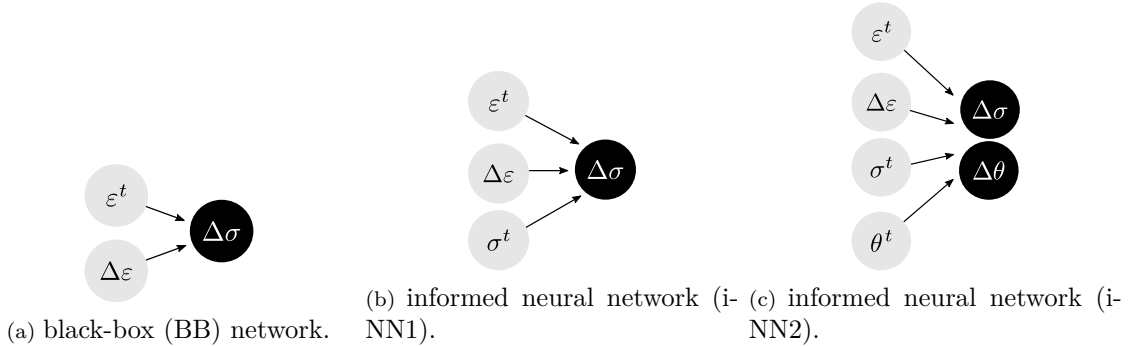 ε^t
Δε
Δσ
(a) black-box (BB) network.
ε^t
Δε
σ^t
Δσ
(b) informed neural network (i-
NN1).
ε^t
Δε
σ^t
θ^t
Δσ
Δθ
(c) informed neural network (i-
NN2).